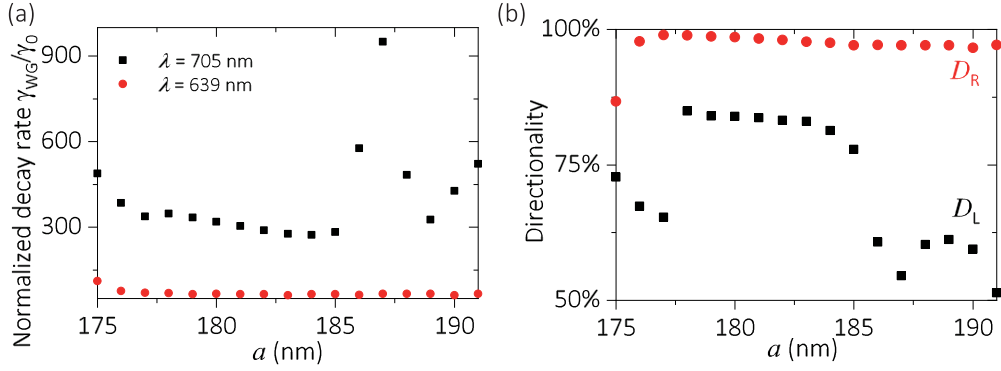 (a)
Normalized decay rate γWG/γ0
900
600
300
λ = 705 nm
λ = 639 nm
175
180
185
190
a (nm)
(b)
Directionality
100%
75%
50%
DR
DL
175
180
185
190
a (nm)